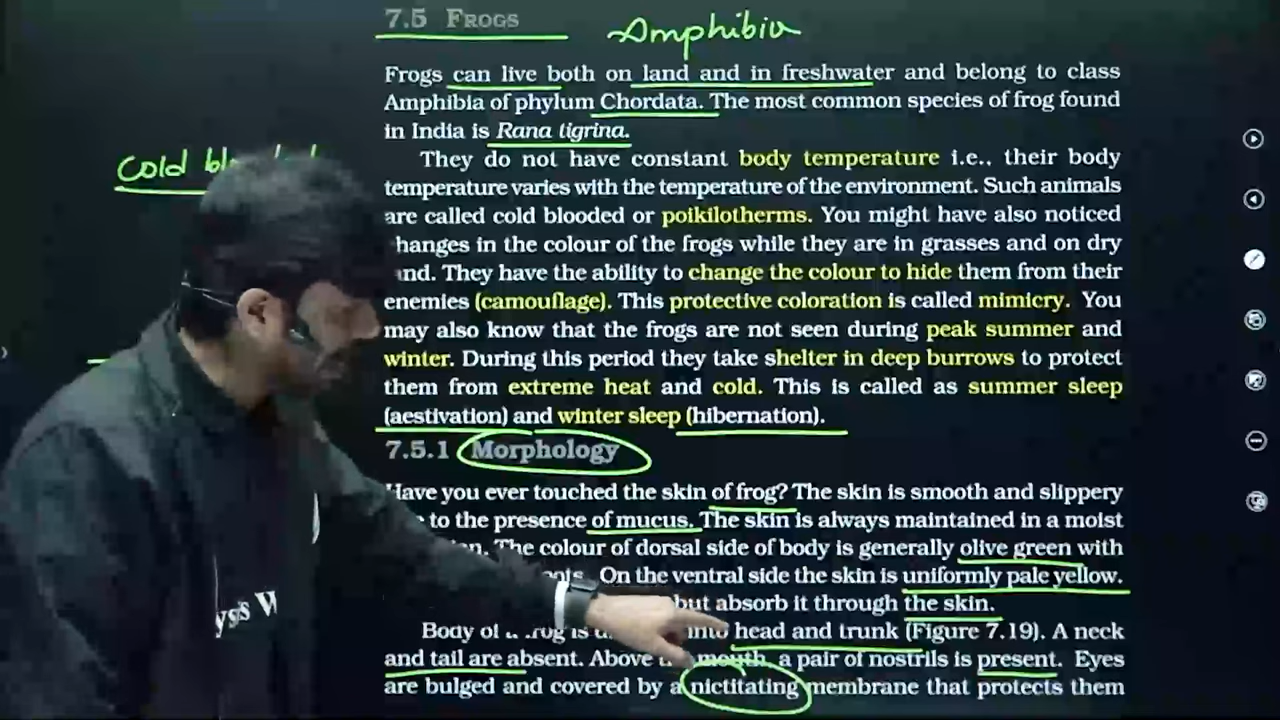 7.5 FROGS
Amphibia
Frogs can live both on land and in freshwater and belong to class
Amphibia of phylum Chordata. The most common species of frog found
in India is Rana tigrina.
Cold
They do not have constant body temperature i.e., their body
temperature varies with the temperature of the environment. Such animals
are called cold blooded or poikilotherms. You might have also noticed
hanges in the colour of the frogs while they are in grasses and on dry
nd. They have the ability to change the colour to hide them from their
enemies (camouflage). This protective coloration is called mimicry. You
may also know that the frogs are not seen during peak summer and
winter. During this period they take shelter in deep burrows to protect
them from extreme heat and cold. This is called as summer sleep
(aestivation) and winter sleep (hibernation).
7.5.1 Morphology
Have you ever touched the skin of frog? The skin is smooth and slippery
to the presence of mucus. The skin is always maintained in a moist
The colour of dorsal side of body is generally olive green with
On the ventral side the skin is uniformly pale yellow.
but absorb it through the skin.
Body of frog is into head and trunk (Figure 7.19). A neck
and tail are absent. Above mouth, a pair of nostrils is present. Eyes
are bulged and covered by a nictitating membrane that protects them